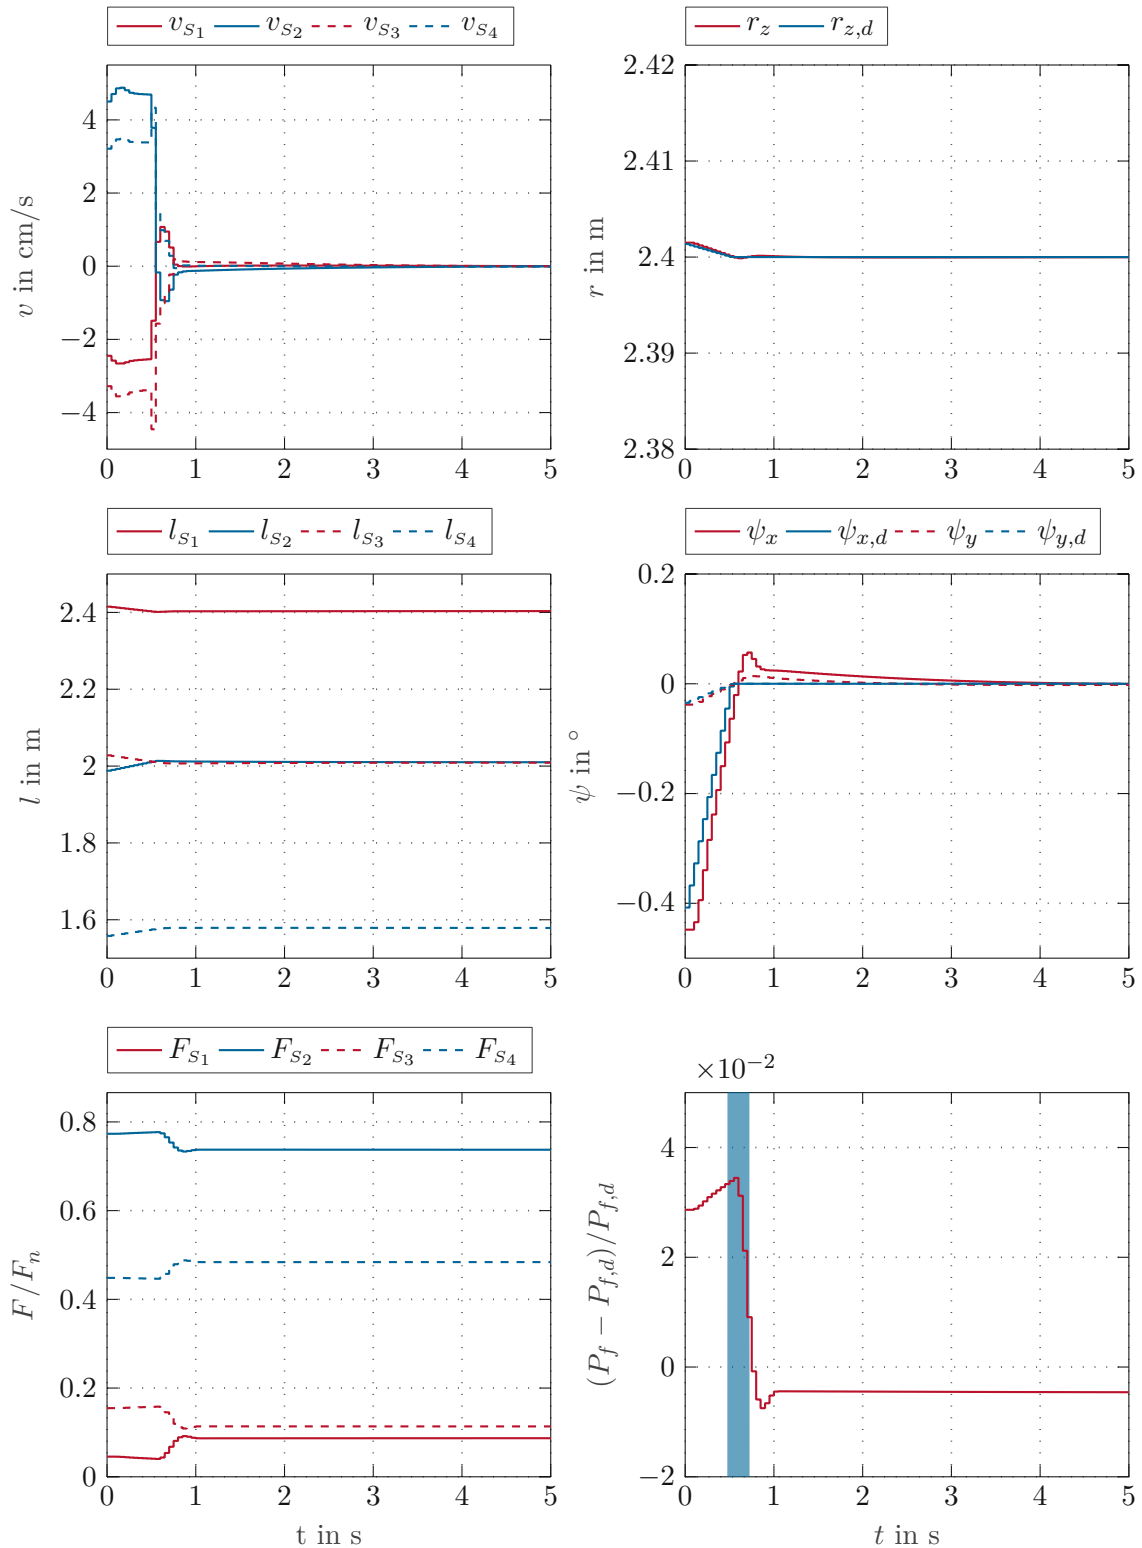 v_{S_1} v_{S_2} v_{S_3} v_{S_4}
4
2
0
−2
−4
v in cm/s
0 1 2 3 4 5
r_z r_{z,d}
2.42
2.41
2.4
2.39
2.38
r in m
0 1 2 3 4 5
l_{S_1} l_{S_2} l_{S_3} l_{S_4}
2.4
2.2
2
1.8
1.6
l in m
0 1 2 3 4 5
ψ_x ψ_{x,d} ψ_y ψ_{y,d}
0.2
0
−0.2
−0.4
ψ in °
0 1 2 3 4 5
F_{S_1} F_{S_2} F_{S_3} F_{S_4}
0.8
0.6
0.4
0.2
0
F/F_n
0 1 2 3 4 5
t in s
×10^{−2}
4
2
0
−2
(P_f − P_{f,d})/P_{f,d}
0 1 2 3 4 5
t in s